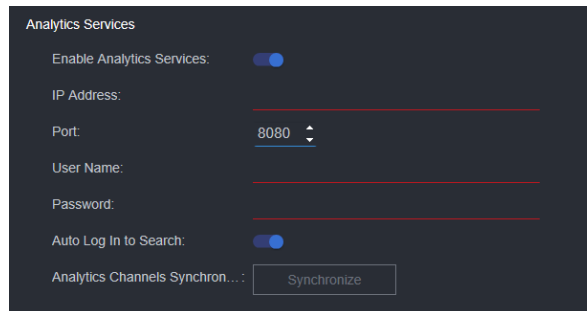 Analytics Services
Enable Analytics Services:
IP Address:
Port: 8080
User Name:
Password:
Auto Log In to Search:
Analytics Channels Synchron...: Synchronize